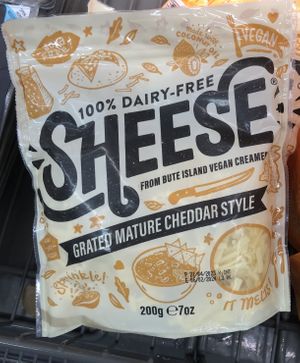 VEGAN
COCONUT
100% DAIRY-FREE
SHEESE®
FROM BUTE ISLAND VEGAN CREAMERY
GRATED MATURE CHEDDAR STYLE
Sprinkle!
IT MELTS!
200g ℮7oz